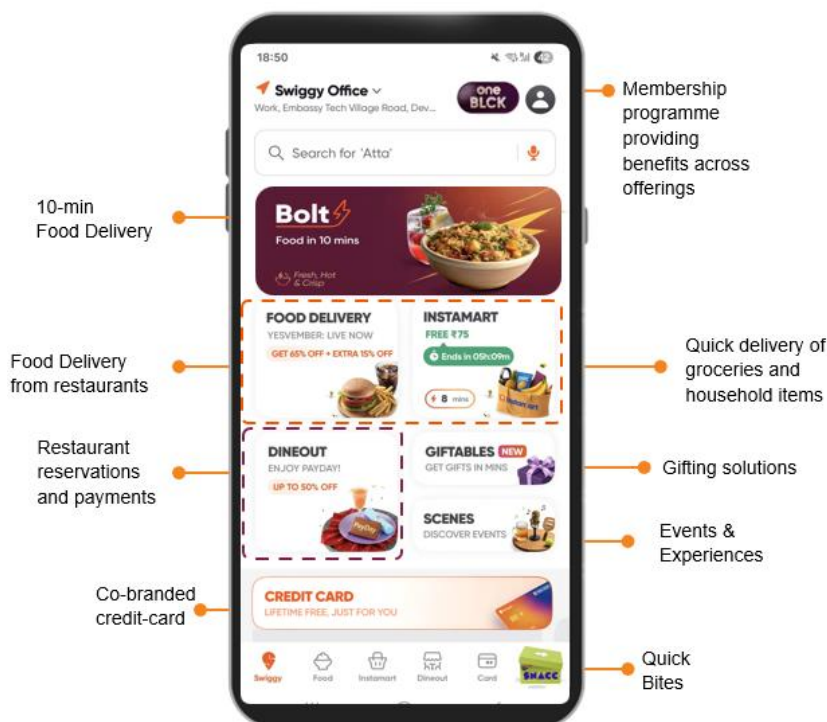 18:50
42
Swiggy Office
Work, Embassy Tech Village Road, Dev...
one
BLCK
Search for 'Atta'
Membership
programme
providing
benefits across
offerings
10-min
Food Delivery
Bolt
Food in 10 mins
Fresh, Hot
& Crisp
Food Delivery
from restaurants
FOOD DELIVERY
YESVEMBER: LIVE NOW
GET 65% OFF + EXTRA 15% OFF
INSTAMART
FREE ₹75
Ends in 05h:09m
8 mins
instamart
Quick delivery of
groceries and
household items
Restaurant
reservations
and payments
DINEOUT
ENJOY PAYDAY!
UP TO 50% OFF
PayDay
GIFTABLES NEW
GET GIFTS IN MINS
Gifting solutions
SCENES
DISCOVER EVENTS
Events &
Experiences
Co-branded
credit-card
CREDIT CARD
LIFETIME FREE, JUST FOR YOU
Swiggy
Food
Instamart
Dineout
Card
SNACC
Quick
Bites